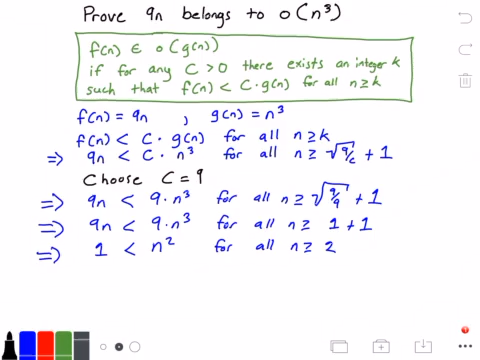 Prove 9n belongs to o(n³)
f(n) ∈ o(g(n))
if for any C>0 there exists an integer k
such that f(n) < C·g(n) for all n≥k
f(n) = 9n , g(n) = n³
f(n) < C · g(n) for all n≥k
⇒ 9n < C · n³ for all n ≥ √9/c + 1
Choose C = 9
⇒ 9n < 9·n³ for all n ≥ √9/9 + 1
⇒ 9n < 9·n³ for all n ≥ 1 + 1
⇒ 1 < n² for all n ≥ 2